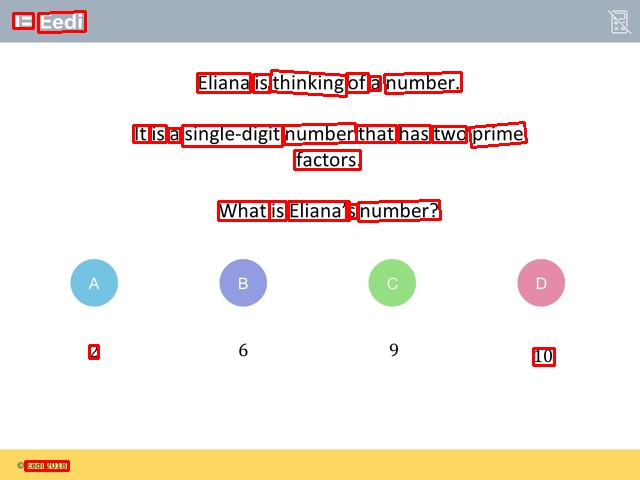 Eedi
Eliana is thinking of a number.
It is a single-digit number that has two prime
factors.
What is Eliana's number?
A B C D
2 6 9 10
© Eedi 2018